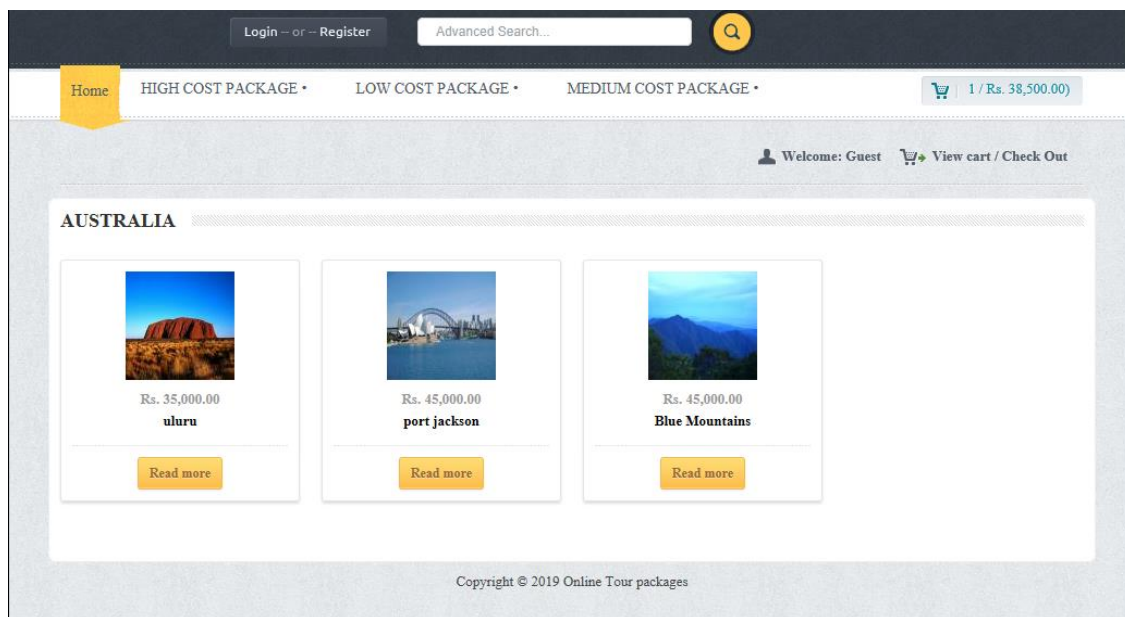 Login – or – Register
Advanced Search...
Home
HIGH COST PACKAGE •
LOW COST PACKAGE •
MEDIUM COST PACKAGE •
1 / Rs. 38,500.00)
Welcome: Guest
View cart / Check Out
AUSTRALIA
Rs. 35,000.00
uluru
Read more
Rs. 45,000.00
port jackson
Read more
Rs. 45,000.00
Blue Mountains
Read more
Copyright © 2019 Online Tour packages